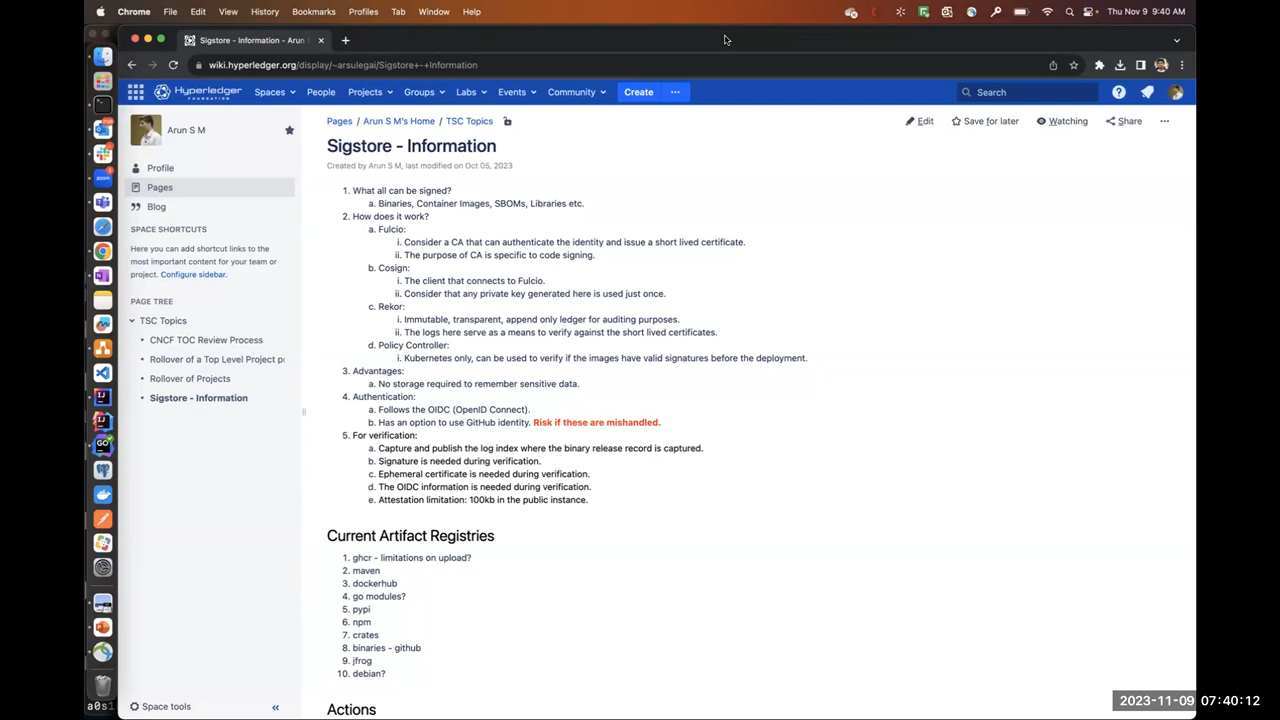 Chrome File Edit View History Bookmarks Profiles Tab Window Help Thu Nov 9 9:40 AM
Sigstore - Information - Arun
wiki.hyperledger.org/display/~arsulegai/Sigstore+-+Information
Hyperledger FOUNDATION Spaces People Projects Groups Labs Events Community Create Search
Arun S M
Profile
Pages
Blog
SPACE SHORTCUTS
Here you can add shortcut links to the
most important content for your team or
project. Configure sidebar.
PAGE TREE
TSC Topics
CNCF TOC Review Process
Rollover of a Top Level Project p
Rollover of Projects
Sigstore - Information
Space tools
Pages / Arun S M's Home / TSC Topics
Edit Save for later Watching Share
Sigstore - Information
Created by Arun S M, last modified on Oct 05, 2023
1. What all can be signed?
a. Binaries, Container Images, SBOMs, Libraries etc.
2. How does it work?
a. Fulcio:
i. Consider a CA that can authenticate the identity and issue a short lived certificate.
ii. The purpose of CA is specific to code signing.
b. Cosign:
i. The client that connects to Fulcio.
ii. Consider that any private key generated here is used just once.
c. Rekor:
i. Immutable, transparent, append only ledger for auditing purposes.
ii. The logs here serve as a means to verify against the short lived certificates.
d. Policy Controller:
i. Kubernetes only, can be used to verify if the images have valid signatures before the deployment.
3. Advantages:
a. No storage required to remember sensitive data.
4. Authentication:
a. Follows the OIDC (OpenID Connect).
b. Has an option to use GitHub identity. Risk if these are mishandled.
5. For verification:
a. Capture and publish the log index where the binary release record is captured.
b. Signature is needed during verification.
c. Ephemeral certificate is needed during verification.
d. The OIDC information is needed during verification.
e. Attestation limitation: 100kb in the public instance.
Current Artifact Registries
1. ghcr - limitations on upload?
2. maven
3. dockerhub
4. go modules?
5. pypi
6. npm
7. crates
8. binaries - github
9. jfrog
10. debian?
Actions
2023-11-09 07:40:12